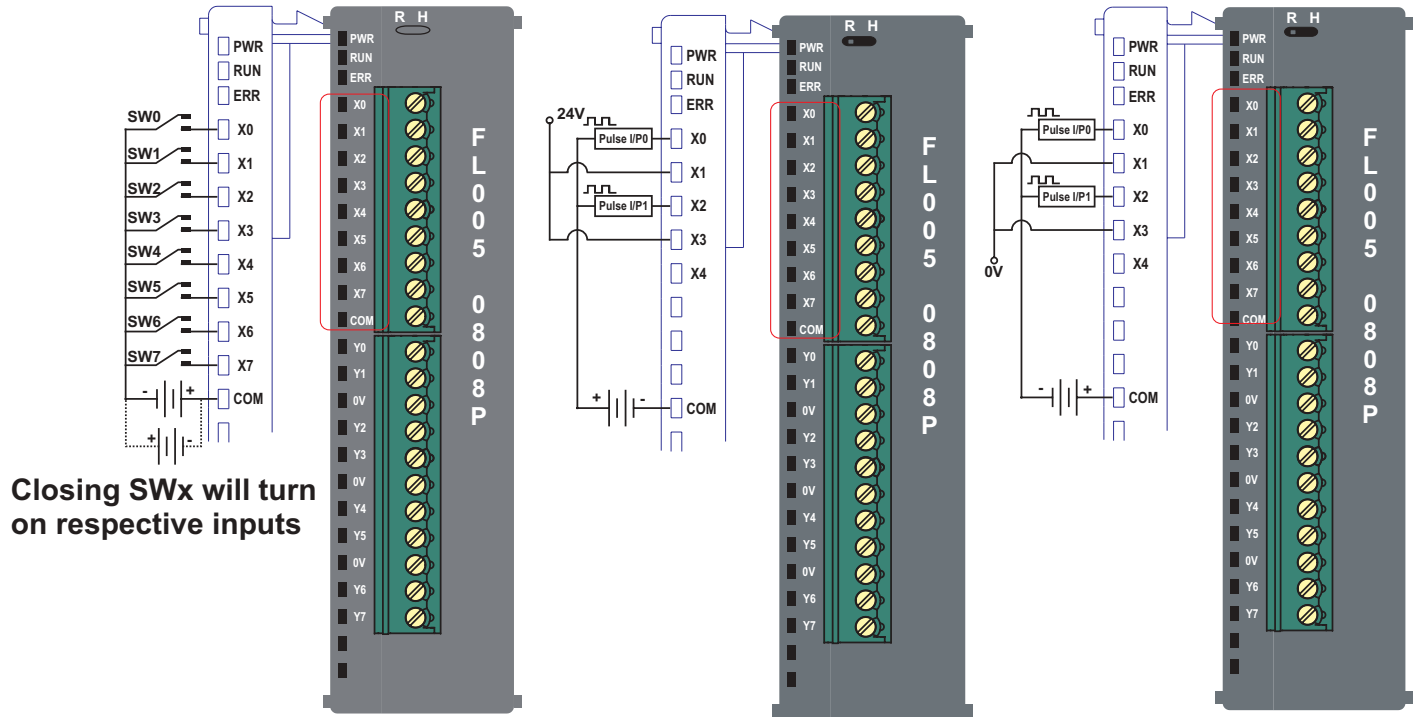 R H
PWR
RUN
ERR
X0
X1
X2
X3
X4
X5
X6
X7
COM
SW0
SW1
SW2
SW3
SW4
SW5
SW6
SW7
- +
+ -
Closing SWx will turn
on respective inputs
PWR
RUN
ERR
X0
X1
X2
X3
X4
X5
X6
X7
COM
Y0
Y1
0V
Y2
Y3
0V
Y4
Y5
0V
Y6
Y7
FL005 0808P
24V
Pulse I/P0
Pulse I/P1
+ -
PWR
RUN
ERR
X0
X1
X2
X3
X4
COM
R H
PWR
RUN
ERR
X0
X1
X2
X3
X4
X5
X6
X7
COM
Y0
Y1
0V
Y2
Y3
0V
Y4
Y5
0V
Y6
Y7
FL005 0808P
Pulse I/P0
Pulse I/P1
0V
- +
PWR
RUN
ERR
X0
X1
X2
X3
X4
COM
R H
PWR
RUN
ERR
X0
X1
X2
X3
X4
X5
X6
X7
COM
Y0
Y1
0V
Y2
Y3
0V
Y4
Y5
0V
Y6
Y7
FL005 0808P